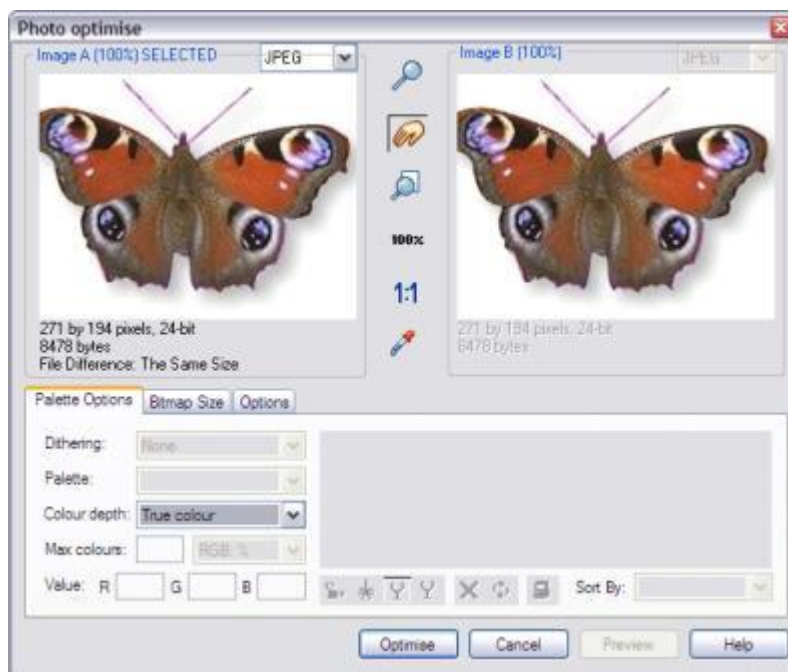 Photo optimise
Image A (100%) SELECTED
JPEG
Image B (100%)
JPEG
100%
1:1
271 by 194 pixels, 24-bit
8478 bytes
File Difference: The Same Size
271 by 194 pixels, 24-bit
8478 bytes
Palette Options
Bitmap Size
Options
Dithering:
None
Palette:
Colour depth:
True colour
Max colours:
RGB: %
Value: R G B
Sort By:
Optimise
Cancel
Preview
Help